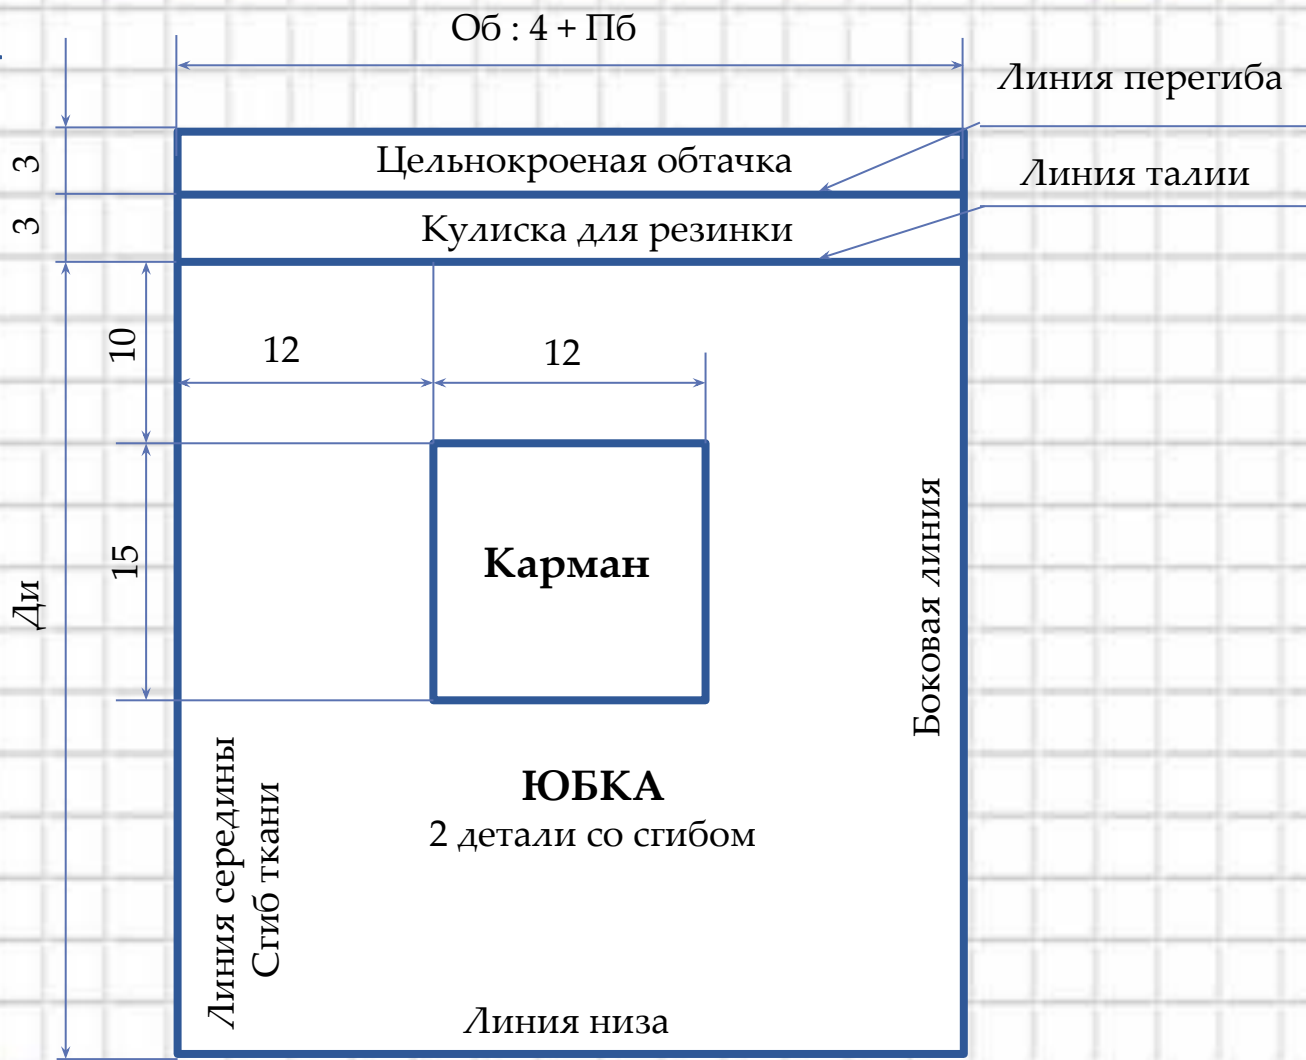 Об : 4 + Пб
Линия перегиба
3
Цельнокроеная обтачка
Линия талии
3
Кулиска для резинки
10
12
12
15
Карман
Ди
Боковая линия
ЮБКА
2 детали со сгибом
Линия середины
Сгиб ткани
Линия низа